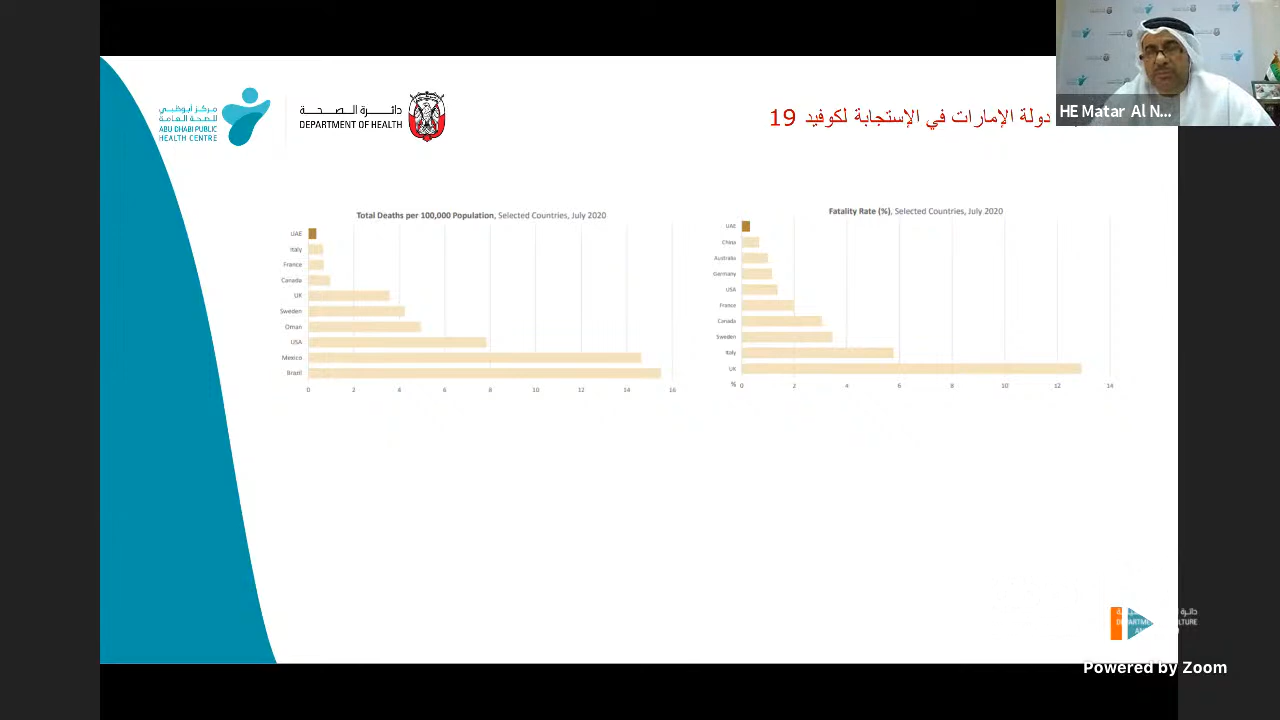 مركز أبوظبي
للصحة العامة
ABU DHABI PUBLIC
HEALTH CENTRE
دائرة الصحة
DEPARTMENT OF HEALTH
دولة الإمارات في الإستجابة لكوفيد 19
HE Matar Al N...
Total Deaths per 100,000 Population, Selected Countries, July 2020
UAE
Italy
France
Canada
UK
Sweden
Oman
USA
Mexico
Brazil
0 2 4 6 8 10 12 14 16
Fatality Rate (%), Selected Countries, July 2020
UAE
China
Australia
Germany
USA
France
Canada
Sweden
Italy
UK
% 0 2 4 6 8 10 12 14
Powered by Zoom